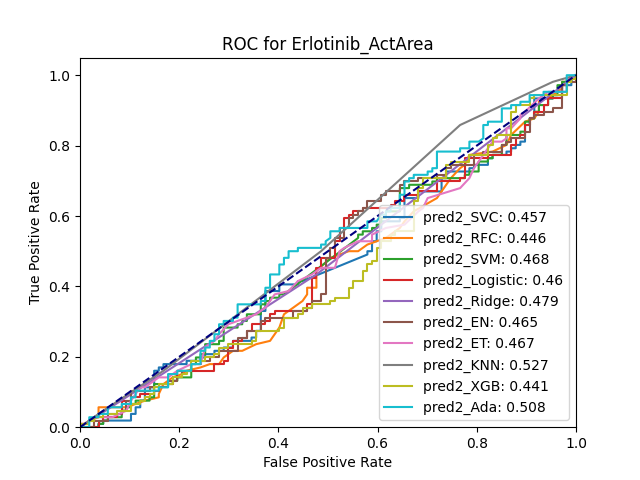 ROC for Erlotinib_ActArea
True Positive Rate
1.0
0.8
0.6
0.4
0.2
0.0
pred2_SVC: 0.457
pred2_RFC: 0.446
pred2_SVM: 0.468
pred2_Logistic: 0.46
pred2_Ridge: 0.479
pred2_EN: 0.465
pred2_ET: 0.467
pred2_KNN: 0.527
pred2_XGB: 0.441
pred2_Ada: 0.508
0.0 0.2 0.4 0.6 0.8 1.0
False Positive Rate